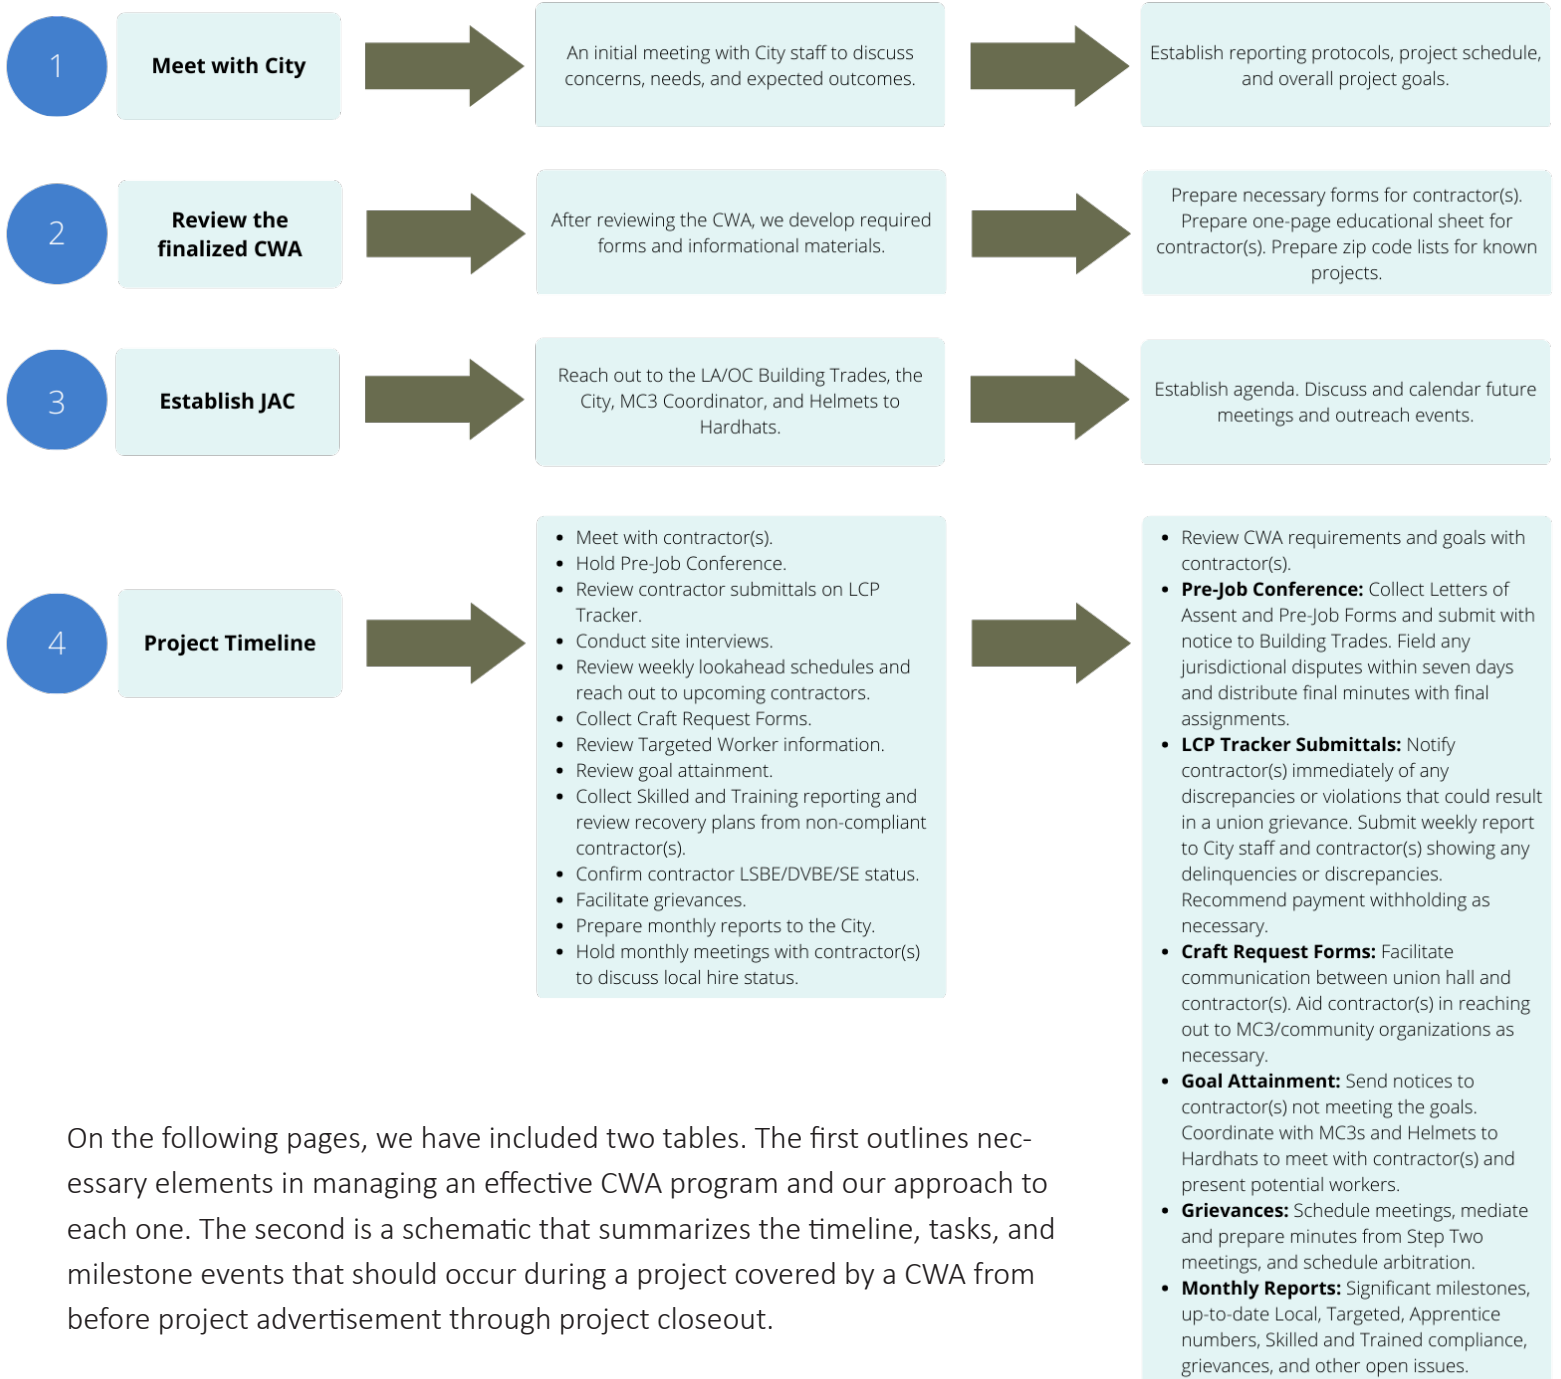 1
Meet with City
An initial meeting with City staff to discuss
concerns, needs, and expected outcomes.
Establish reporting protocols, project schedule,
and overall project goals.
2
Review the
finalized CWA
After reviewing the CWA, we develop required
forms and informational materials.
Prepare necessary forms for contractor(s).
Prepare one-page educational sheet for
contractor(s). Prepare zip code lists for known
projects.
3
Establish JAC
Reach out to the LA/OC Building Trades, the
City, MC3 Coordinator, and Helmets to
Hardhats.
Establish agenda. Discuss and calendar future
meetings and outreach events.
4
Project Timeline
• Meet with contractor(s).
• Hold Pre-Job Conference.
• Review contractor submittals on LCP
Tracker.
• Conduct site interviews.
• Review weekly lookahead schedules and
reach out to upcoming contractors.
• Collect Craft Request Forms.
• Review Targeted Worker information.
• Review goal attainment.
• Collect Skilled and Training reporting and
review recovery plans from non-compliant
contractor(s).
• Confirm contractor LSBE/DVBE/SE status.
• Facilitate grievances.
• Prepare monthly reports to the City.
• Hold monthly meetings with contractor(s)
to discuss local hire status.
• Review CWA requirements and goals with
contractor(s).
• Pre-Job Conference: Collect Letters of
Assent and Pre-Job Forms and submit with
notice to Building Trades. Field any
jurisdictional disputes within seven days
and distribute final minutes with final
assignments.
• LCP Tracker Submittals: Notify
contractor(s) immediately of any
discrepancies or violations that could result
in a union grievance. Submit weekly report
to City staff and contractor(s) showing any
delinquencies or discrepancies.
Recommend payment withholding as
necessary.
• Craft Request Forms: Facilitate
communication between union hall and
contractor(s). Aid contractor(s) in reaching
out to MC3/community organizations as
necessary.
• Goal Attainment: Send notices to
contractor(s) not meeting the goals.
Coordinate with MC3s and Helmets to
Hardhats to meet with contractor(s) and
present potential workers.
• Grievances: Schedule meetings, mediate
and prepare minutes from Step Two
meetings, and schedule arbitration.
• Monthly Reports: Significant milestones,
up-to-date Local, Targeted, Apprentice
numbers, Skilled and Trained compliance,
grievances, and other open issues.
On the following pages, we have included two tables. The first outlines nec-
essary elements in managing an effective CWA program and our approach to
each one. The second is a schematic that summarizes the timeline, tasks, and
milestone events that should occur during a project covered by a CWA from
before project advertisement through project closeout.